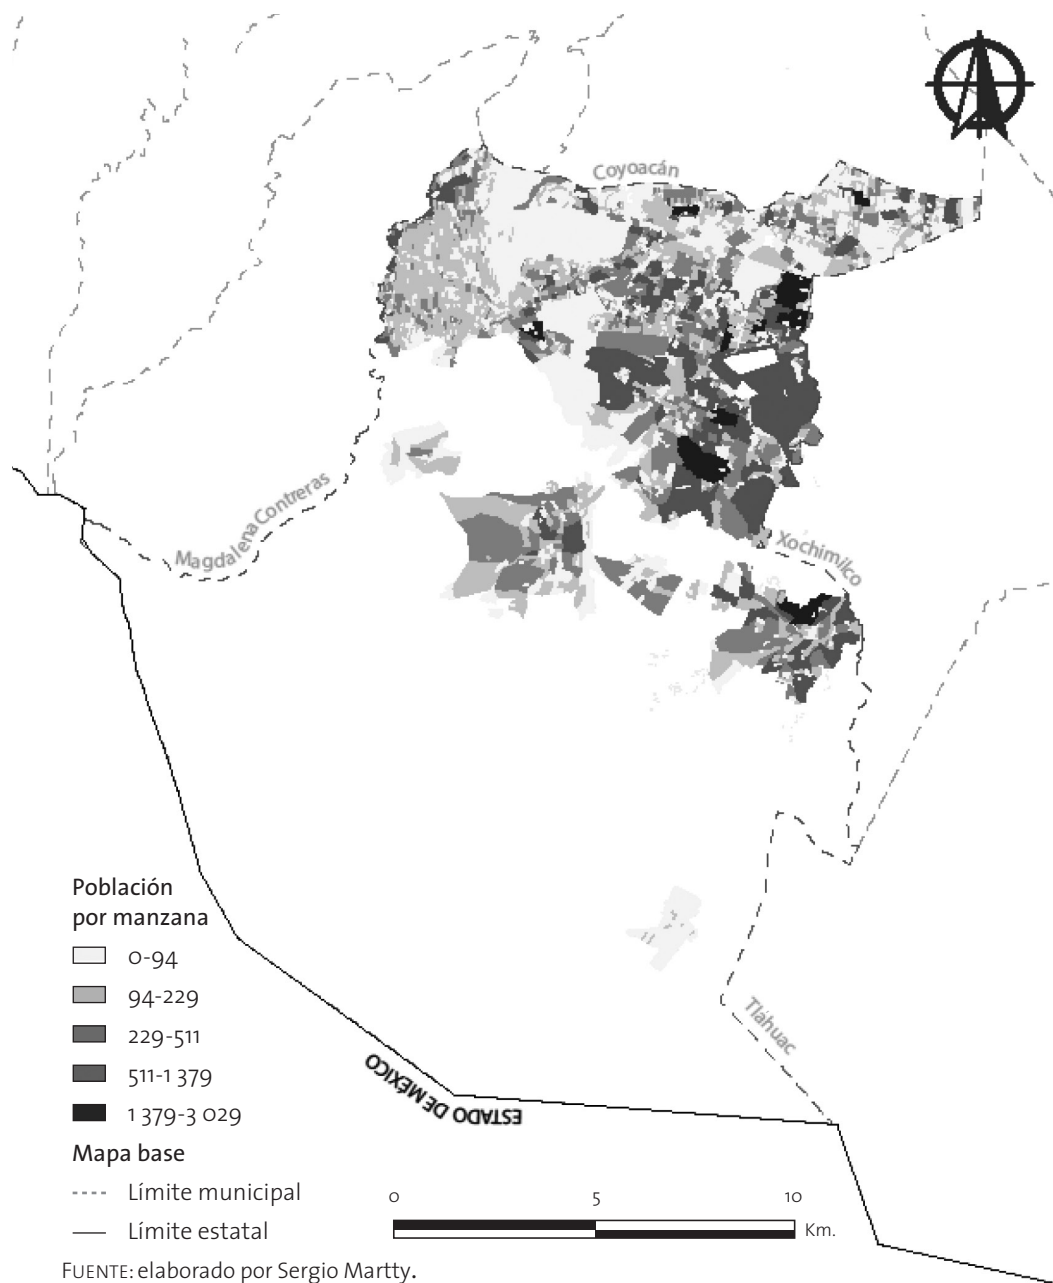 Coyoacán
Magdalena Contreras
Xochimilco
Tlahuac
ESTADO DE MÉXICO
Población
por manzana
0-94
94-229
229-511
511-1 379
1 379-3 029
Mapa base
Límite municipal
Límite estatal
0 5 10
Km.
FUENTE: elaborado por Sergio Martty.